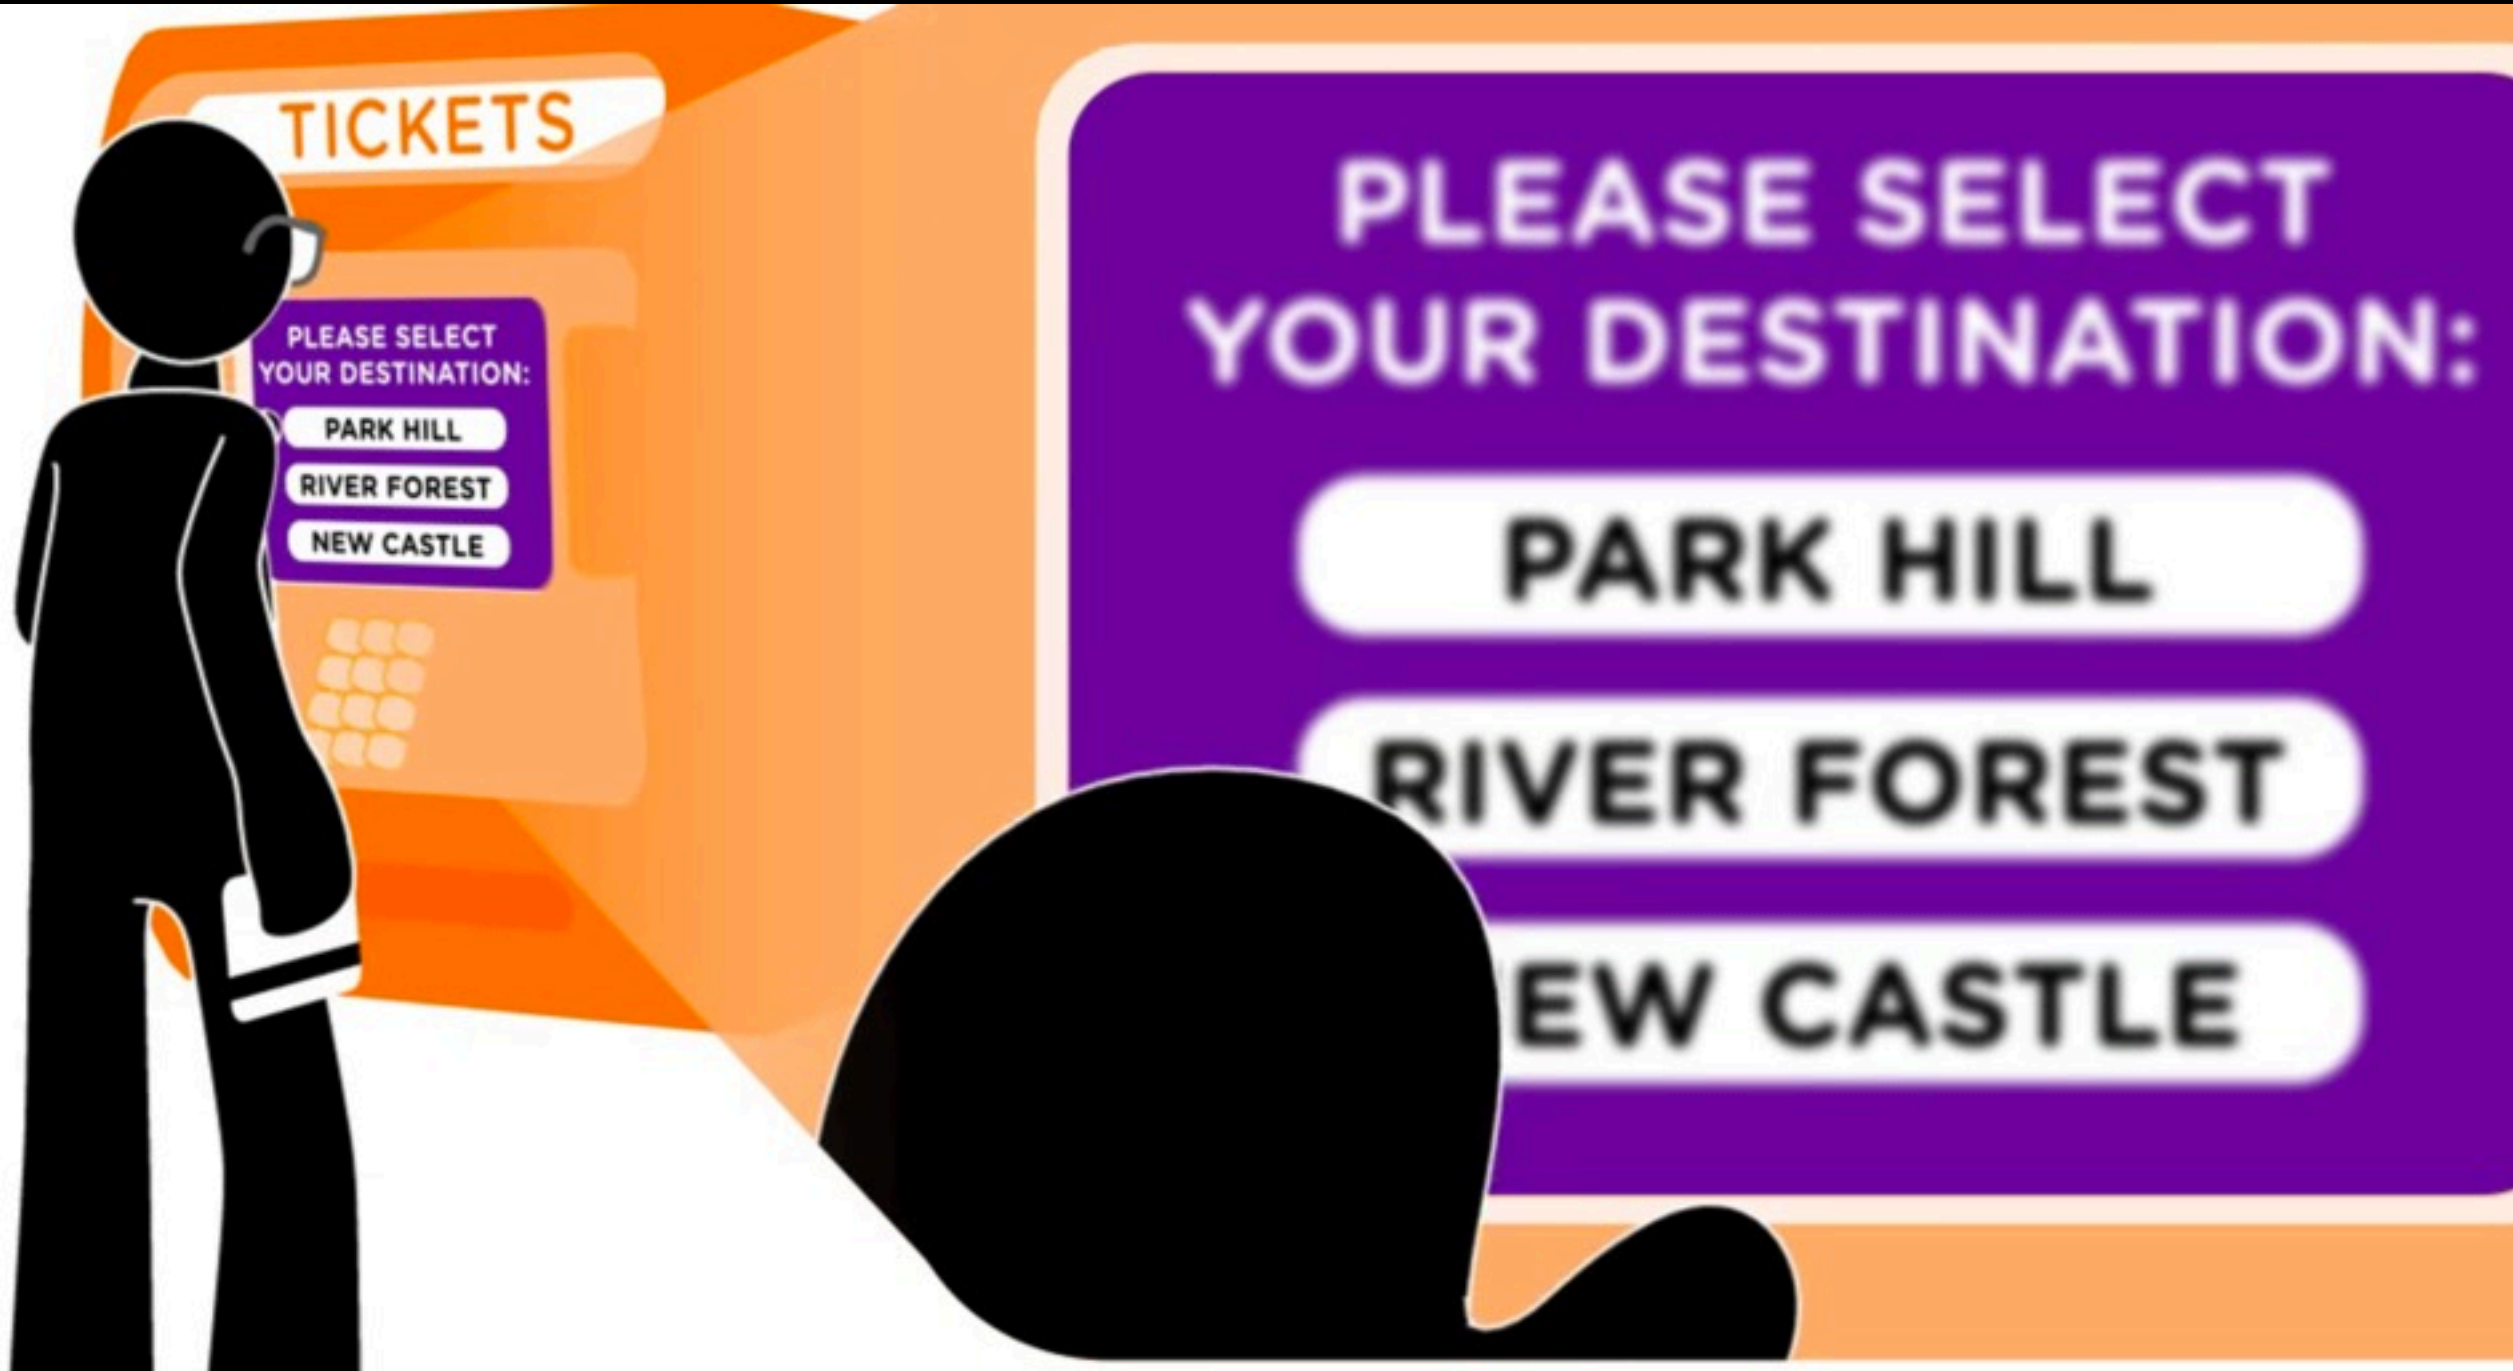 TICKETS
PLEASE SELECT
YOUR DESTINATION:
PARK HILL
RIVER FOREST
NEW CASTLE
PLEASE SELECT
YOUR DESTINATION:
PARK HILL
RIVER FOREST
EW CASTLE